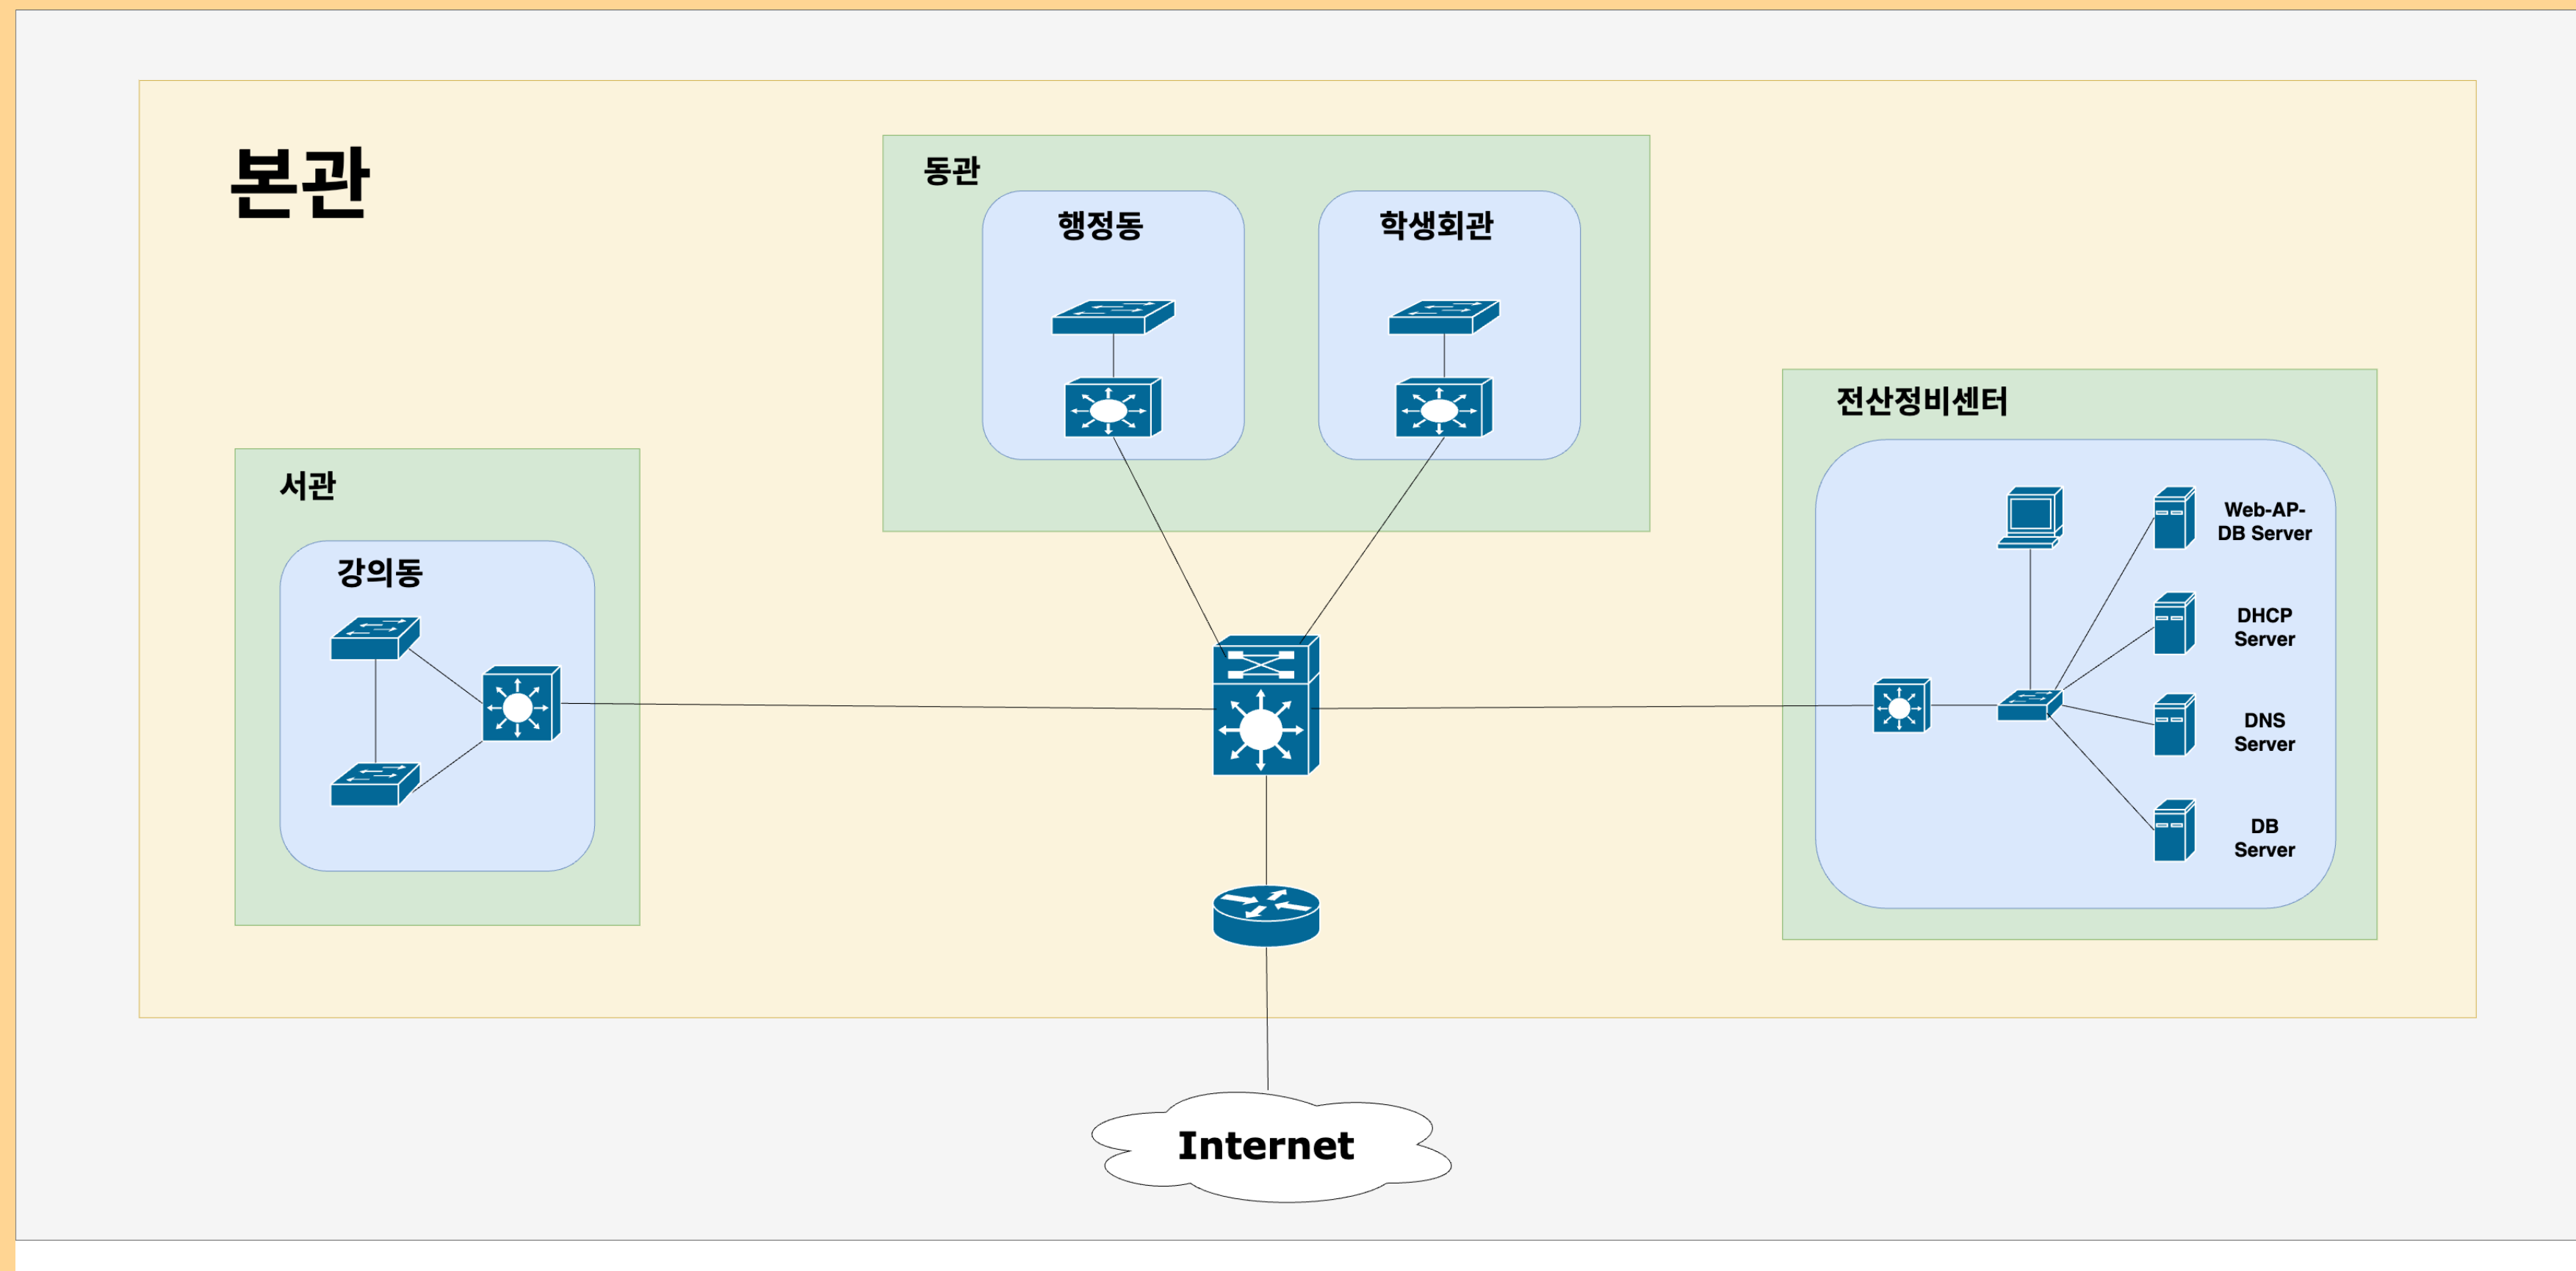 본관
동관
행정동
학생회관
전산정비센터
서관
강의동
Web-AP-
DB Server
DHCP
Server
DNS
Server
DB
Server
Internet